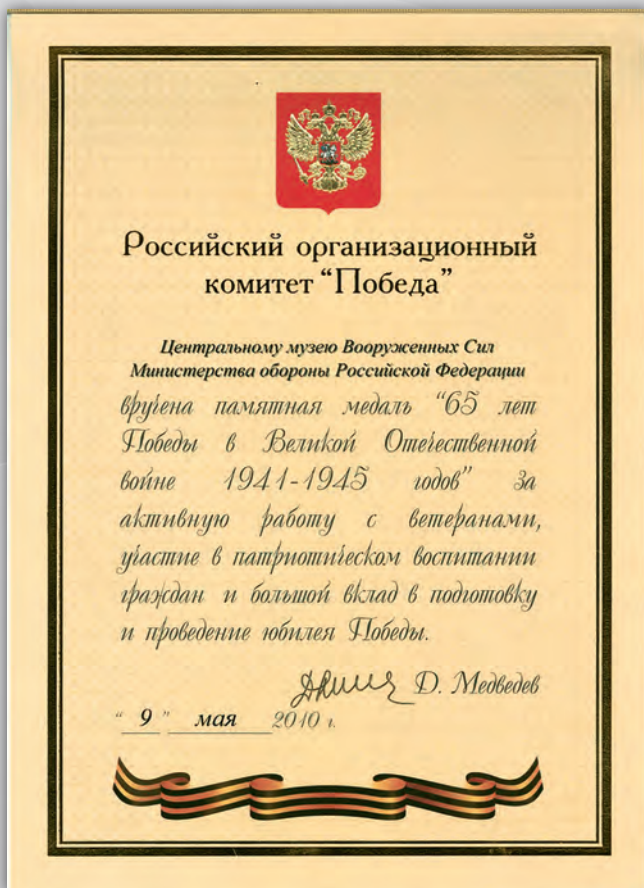 Российский организационный
комитет “Победа”
Центральному музею Вооруженных Сил
Министерства обороны Российской Федерации
вручена памятная медаль “65 лет
Победы в Великой Отечественной
войне 1941-1945 годов” за
активную работу с ветеранами,
участие в патриотическом воспитании
граждан и большой вклад в подготовку
и проведение юбилея Победы.
Д. Медведев
“ 9 ” мая 2010 г.